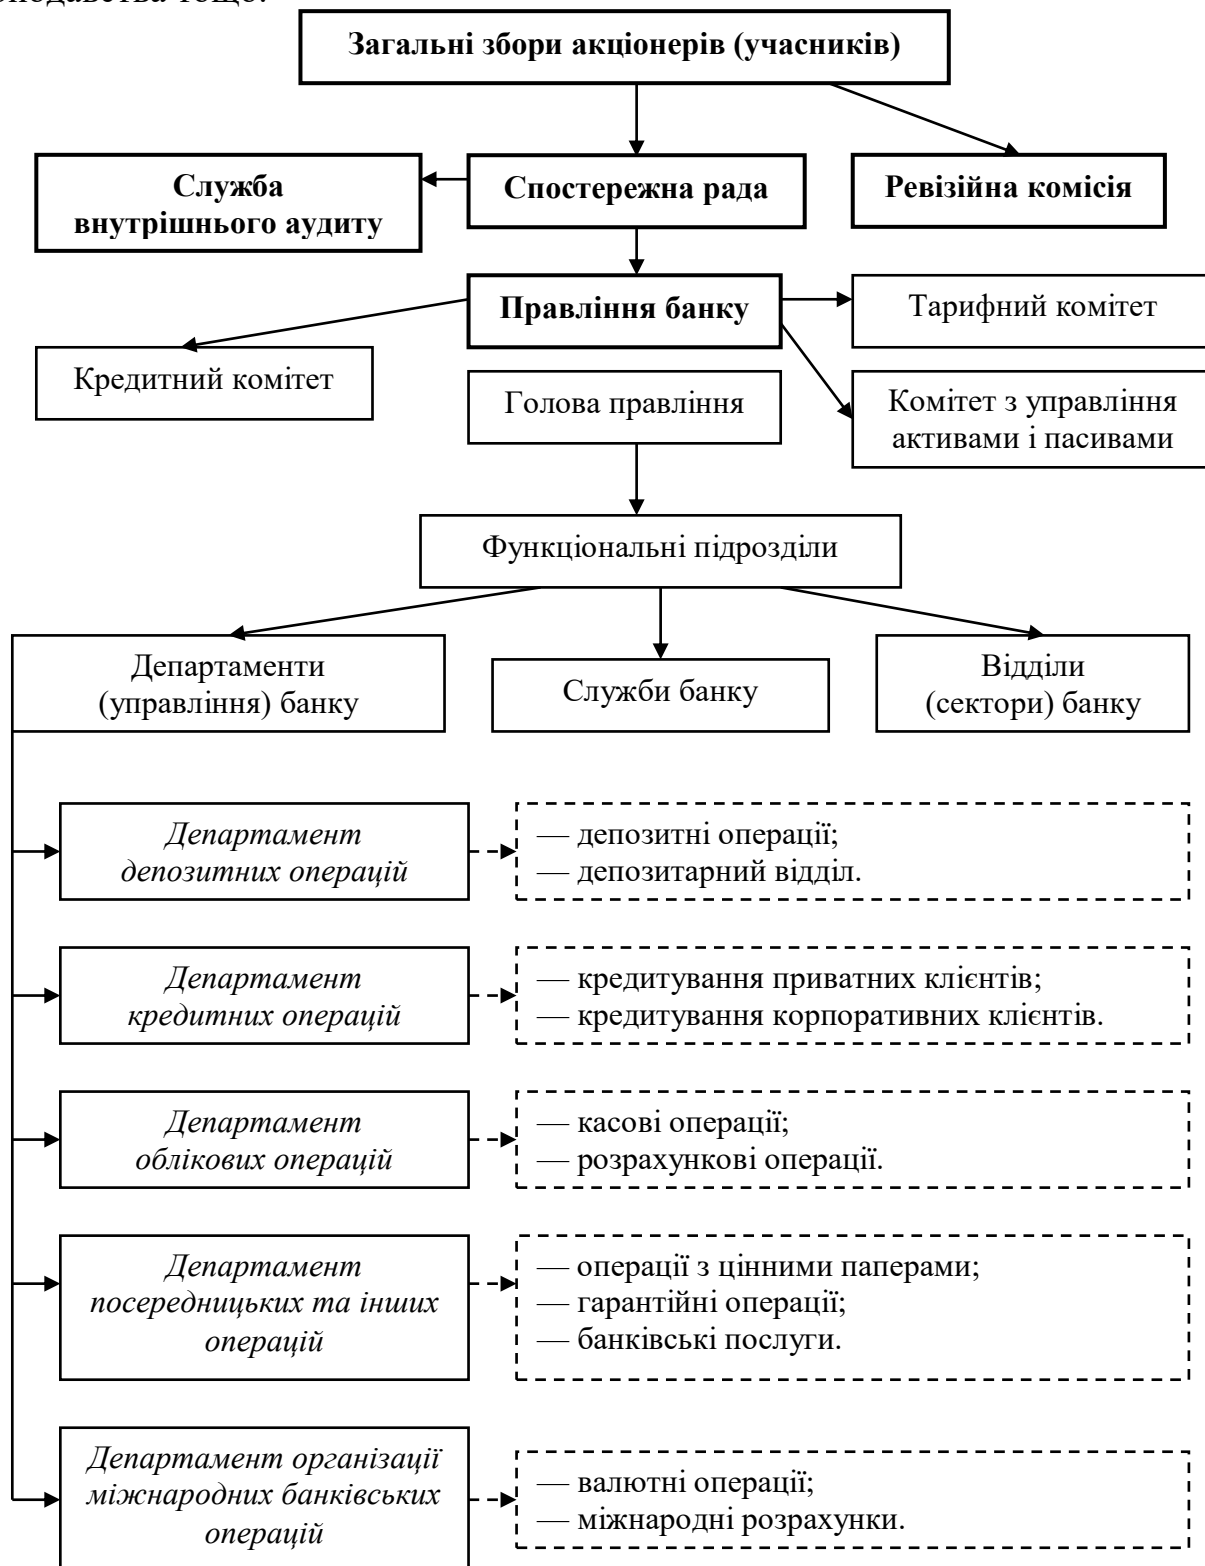 Загальні збори акціонерів (учасників)
Служба
внутрішнього аудиту
Спостережна рада
Ревізійна комісія
Правління банку
Тарифний комітет
Кредитний комітет
Голова правління
Комітет з управління
активами і пасивами
Функціональні підрозділи
Департаменти
(управління) банку
Служби банку
Відділи
(сектори) банку
Департамент
депозитних операцій
— депозитні операції;
— депозитарний відділ.
Департамент
кредитних операцій
— кредитування приватних клієнтів;
— кредитування корпоративних клієнтів.
Департамент
облікових операцій
— касові операції;
— розрахункові операції.
Департамент
посередницьких та інших
операцій
— операції з цінними паперами;
— гарантійні операції;
— банківські послуги.
Департамент організації
міжнародних банківських
операцій
— валютні операції;
— міжнародні розрахунки.